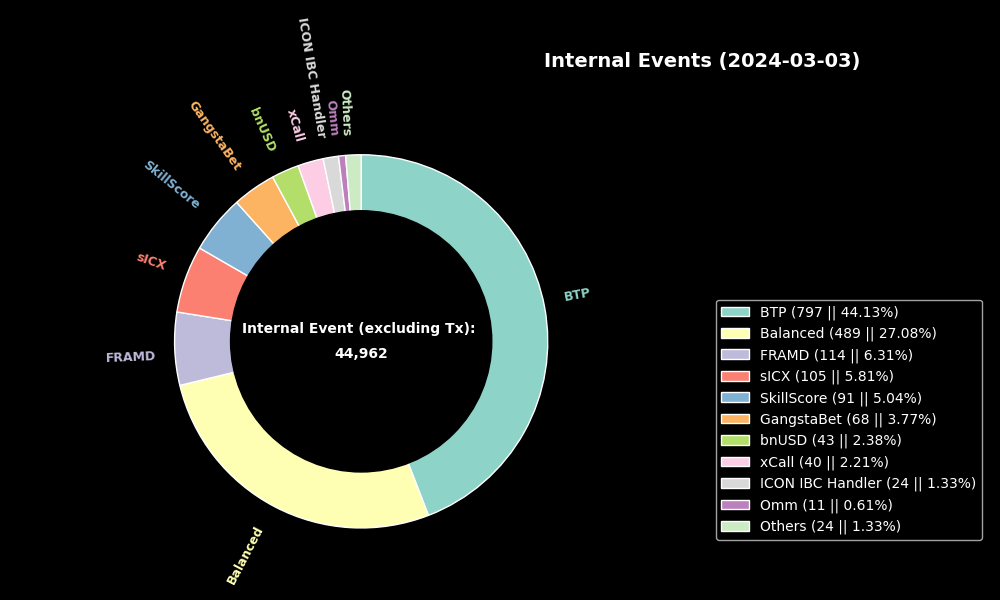 Internal Events (2024-03-03)
ICON IBC Handler
Omm
Others
xCall
bnUSD
GangstaBet
SkillScore
sICX
FRAMD
Balanced
BTP
Internal Event (excluding Tx):
44,962
BTP (797 || 44.13%)
Balanced (489 || 27.08%)
FRAMD (114 || 6.31%)
sICX (105 || 5.81%)
SkillScore (91 || 5.04%)
GangstaBet (68 || 3.77%)
bnUSD (43 || 2.38%)
xCall (40 || 2.21%)
ICON IBC Handler (24 || 1.33%)
Omm (11 || 0.61%)
Others (24 || 1.33%)